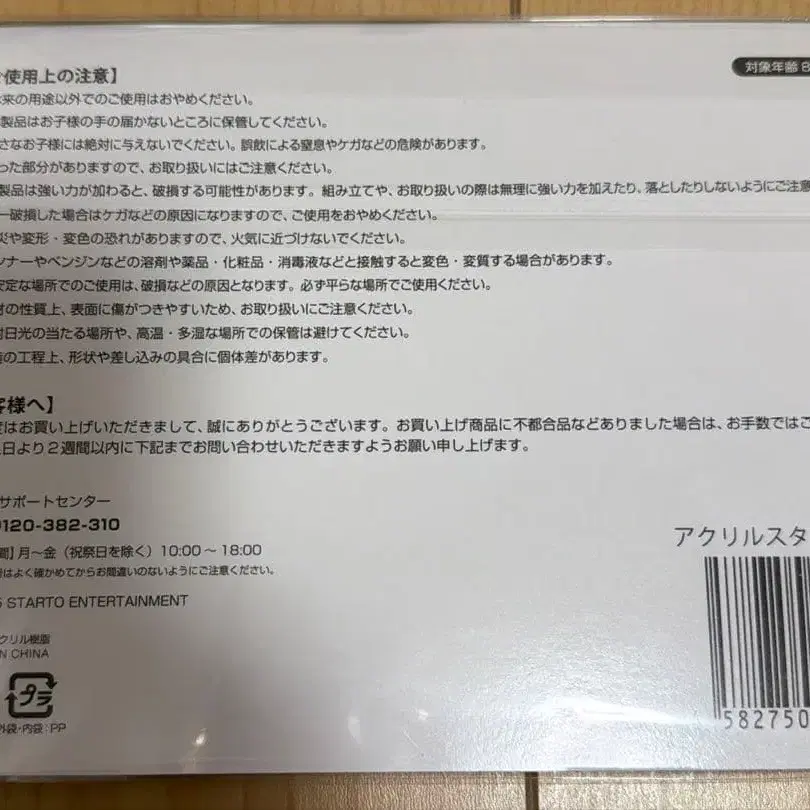 使用上の注意】
対象年齢 8
来の用途以外でのご使用はおやめください。
製品はお子様の手の届かないところに保管してください。
さなお子様には絶対に与えないでください。誤飲による窒息やケガなどの危険があります。
った部分がありますので、お取り扱いにはご注意ください。
製品は強い力が加わると、破損する可能性があります。組み立てや、お取り扱いの際は無理に強い力を加えたり、落としたりしないようにご注意
一破損した場合はケガなどの原因になりますので、ご使用をおやめください。
災や変形・変色の恐れがありますので、火気に近づけないでください。
ンナーやベンジンなどの溶剤や薬品・化粧品・消毒液などと接触すると変色・変質する場合があります。
安定な場所でのご使用は、破損などの原因となります。必ず平らな場所でご使用ください。
材の性質上、表面に傷がつきやすいため、お取り扱いにご注意ください。
射日光の当たる場所や、高温・多湿な場所での保管は避けてください。
の工程上、形状や差し込みの具合に個体差があります。
客様へ】
はお買い上げいただきまして、誠にありがとうございます。お買い上げ商品に不都合品などありました場合は、お手数ではご
日より2週間以内に下記までお問い合わせいただきますようお願い申し上げます。
サポートセンター
0120-382-310
間】月〜金(祝祭日を除く)10:00〜18:00
はよく確かめてからお間違いのないようにご注意ください。
STARTO ENTERTAINMENT
アクリルスタ
クリル樹脂
N CHINA
プラ
外袋・内袋：PP
582750